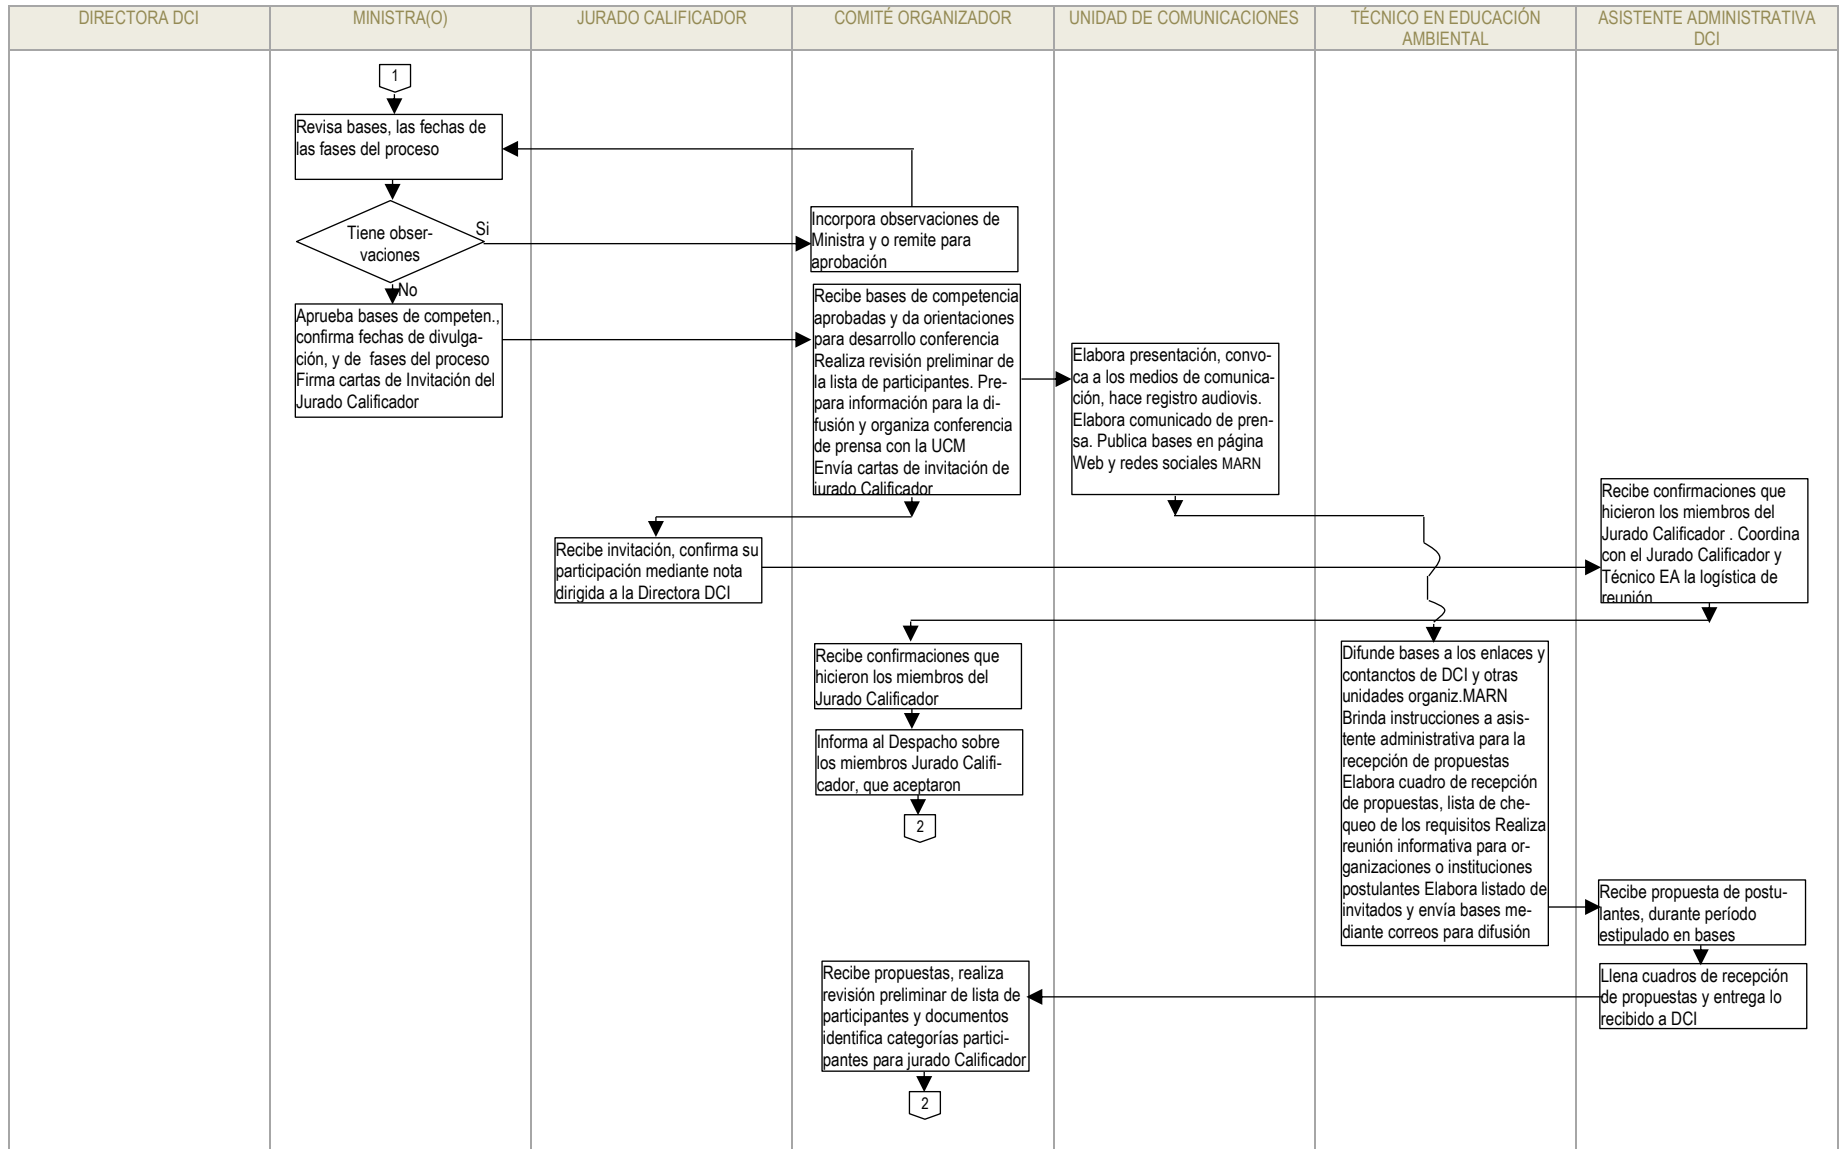 DIRECTORA DCI
MINISTRA(O)
JURADO CALIFICADOR
COMITÉ ORGANIZADOR
UNIDAD DE COMUNICACIONES
TÉCNICO EN EDUCACIÓN
AMBIENTAL
ASISTENTE ADMINISTRATIVA
DCI
1
Revisa bases, las fechas de
las fases del proceso
Tiene obser-
vaciones
Si
No
Incorpora observaciones de
Ministra y o remite para
aprobación
Aprueba bases de competen.,
confirma fechas de divulga-
ción, y de fases del proceso
Firma cartas de Invitación del
Jurado Calificador
Recibe bases de competencia
aprobadas y da orientaciones
para desarrollo conferencia
Realiza revisión preliminar de
la lista de participantes. Pre-
para información para la di-
fusión y organiza conferencia
de prensa con la UCM
Envía cartas de invitación de
jurado Calificador
Elabora presentación, convo-
ca a los medios de comunica-
ción, hace registro audiovis.
Elabora comunicado de pren-
sa. Publica bases en página
Web y redes sociales MARN
Recibe invitación, confirma su
participación mediante nota
dirigida a la Directora DCI
Recibe confirmaciones que
hicieron los miembros del
Jurado Calificador . Coordina
con el Jurado Calificador y
Técnico EA la logística de
reunión
Recibe confirmaciones que
hicieron los miembros del
Jurado Calificador
Informa al Despacho sobre
los miembros Jurado Califi-
cador, que aceptaron
2
Difunde bases a los enlaces y
contanctos de DCI y otras
unidades organiz.MARN
Brinda instrucciones a asis-
tente administrativa para la
recepción de propuestas
Elabora cuadro de recepción
de propuestas, lista de che-
queo de los requisitos Realiza
reunión informativa para or-
ganizaciones o instituciones
postulantes Elabora listado de
invitados y envía bases me-
diante correos para difusión
Recibe propuesta de postu-
lantes, durante período
estipulado en bases
Llena cuadros de recepción
de propuestas y entrega lo
recibido a DCI
Recibe propuestas, realiza
revisión preliminar de lista de
participantes y documentos
identifica categorías partici-
pantes para jurado Calificador
2